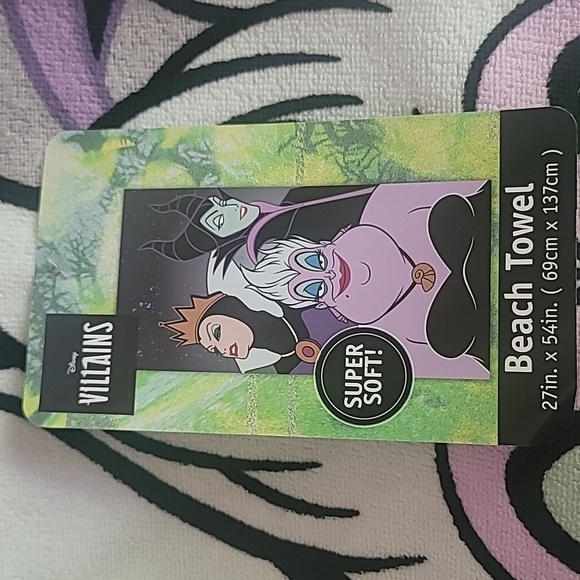 Disney
VILLAINS
SUPER
SOFT!
Beach Towel
27in. x 54in. ( 69cm x 137cm )